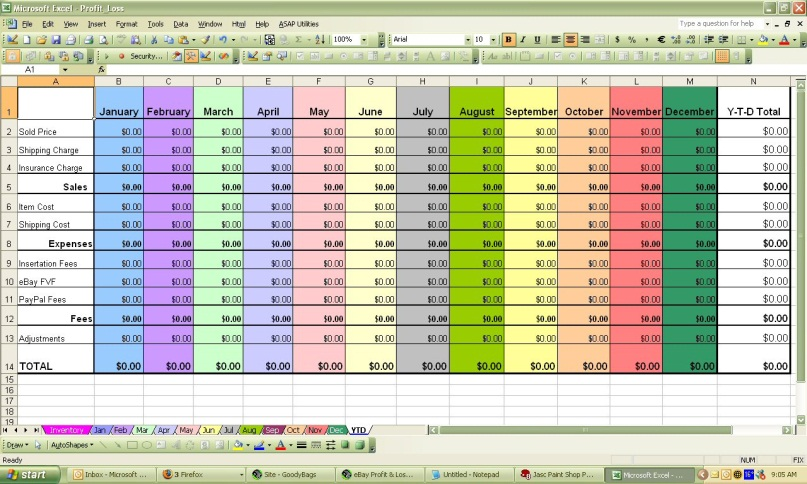 Microsoft Excel - Profit_Loss
File Edit View Insert Format Tools Data Window Html Help ASAP Utilities Type a question for help
100% Arial 10 B I U $ % ,
Security...
A1 fx
A B C D E F G H I J K L M N
1 January February March April May June July August September October November December Y-T-D Total
2 Sold Price $0.00 $0.00 $0.00 $0.00 $0.00 $0.00 $0.00 $0.00 $0.00 $0.00 $0.00 $0.00 $0.00
3 Shipping Charge $0.00 $0.00 $0.00 $0.00 $0.00 $0.00 $0.00 $0.00 $0.00 $0.00 $0.00 $0.00 $0.00
4 Insurance Charge $0.00 $0.00 $0.00 $0.00 $0.00 $0.00 $0.00 $0.00 $0.00 $0.00 $0.00 $0.00 $0.00
5 Sales $0.00 $0.00 $0.00 $0.00 $0.00 $0.00 $0.00 $0.00 $0.00 $0.00 $0.00 $0.00 $0.00
6 Item Cost $0.00 $0.00 $0.00 $0.00 $0.00 $0.00 $0.00 $0.00 $0.00 $0.00 $0.00 $0.00 $0.00
7 Shipping Cost $0.00 $0.00 $0.00 $0.00 $0.00 $0.00 $0.00 $0.00 $0.00 $0.00 $0.00 $0.00 $0.00
8 Expenses $0.00 $0.00 $0.00 $0.00 $0.00 $0.00 $0.00 $0.00 $0.00 $0.00 $0.00 $0.00 $0.00
9 Insertation Fees $0.00 $0.00 $0.00 $0.00 $0.00 $0.00 $0.00 $0.00 $0.00 $0.00 $0.00 $0.00 $0.00
10 eBay FVF $0.00 $0.00 $0.00 $0.00 $0.00 $0.00 $0.00 $0.00 $0.00 $0.00 $0.00 $0.00 $0.00
11 PayPal Fees $0.00 $0.00 $0.00 $0.00 $0.00 $0.00 $0.00 $0.00 $0.00 $0.00 $0.00 $0.00 $0.00
12 Fees $0.00 $0.00 $0.00 $0.00 $0.00 $0.00 $0.00 $0.00 $0.00 $0.00 $0.00 $0.00 $0.00
13 Adjustments $0.00 $0.00 $0.00 $0.00 $0.00 $0.00 $0.00 $0.00 $0.00 $0.00 $0.00 $0.00 $0.00
14 TOTAL $0.00 $0.00 $0.00 $0.00 $0.00 $0.00 $0.00 $0.00 $0.00 $0.00 $0.00 $0.00 $0.00
15
16
17
18
19
Inventory Jan Feb Mar Apr May Jun Jul Aug Sep Oct Nov Dec YTD
Draw AutoShapes
Ready NUM FIX
start Inbox - Microsoft ... 3 Firefox Site - GoodyBags eBay Profit & Los... Untitled - Notepad Jasc Paint Shop P... Microsoft Excel - ... 9:05 AM